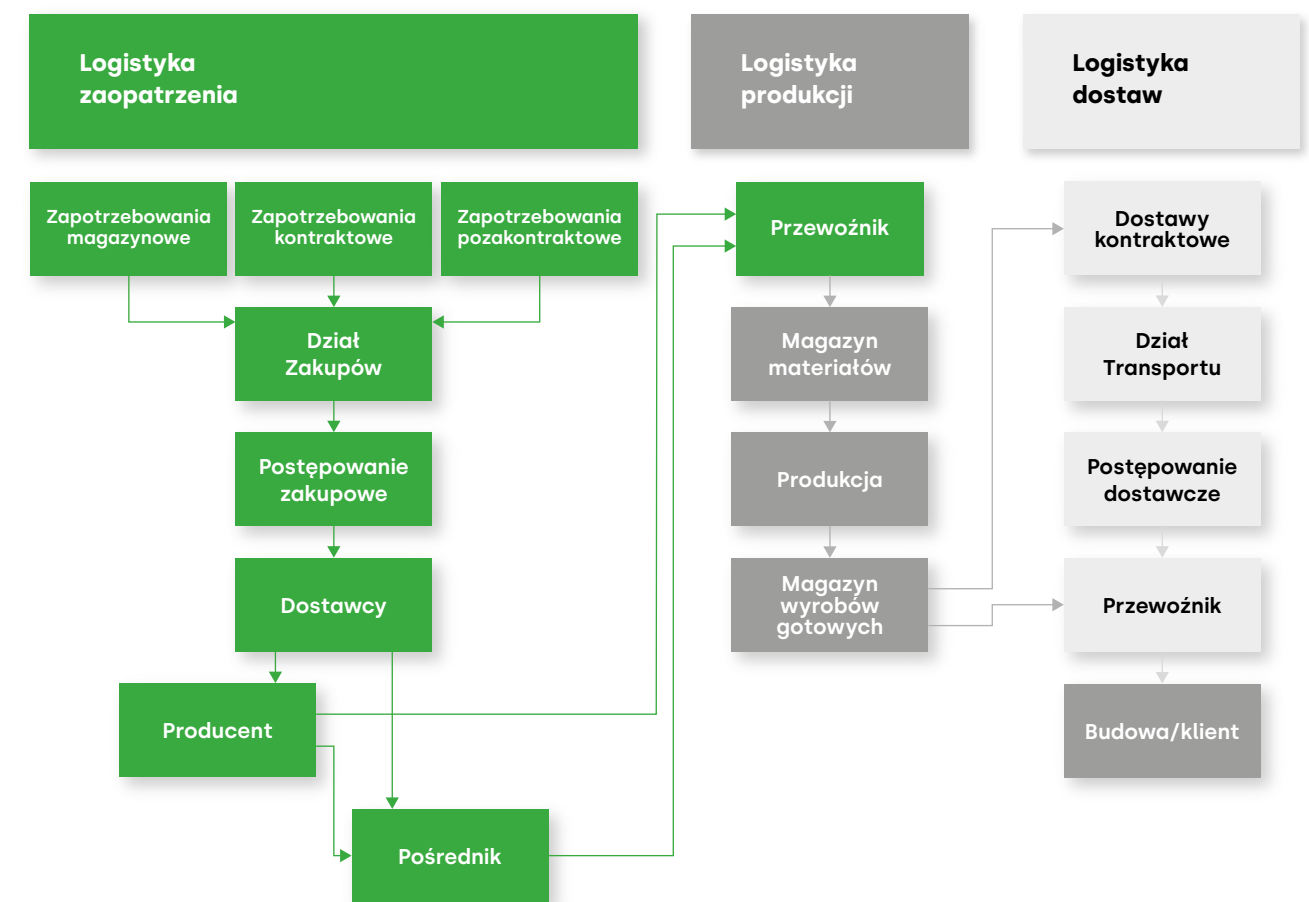 Logistyka
zaopatrzenia
Logistyka
produkcji
Logistyka
dostaw
Zapotrzebowania
magazynowe
Zapotrzebowania
kontraktowe
Zapotrzebowania
pozakontraktowe
Dział
Zakupów
Postępowanie
zakupowe
Dostawcy
Producent
Pośrednik
Przewoźnik
Magazyn
materiałów
Produkcja
Magazyn
wyrobów
gotowych
Dostawy
kontraktowe
Dział
Transportu
Postępowanie
dostawcze
Przewoźnik
Budowa/klient